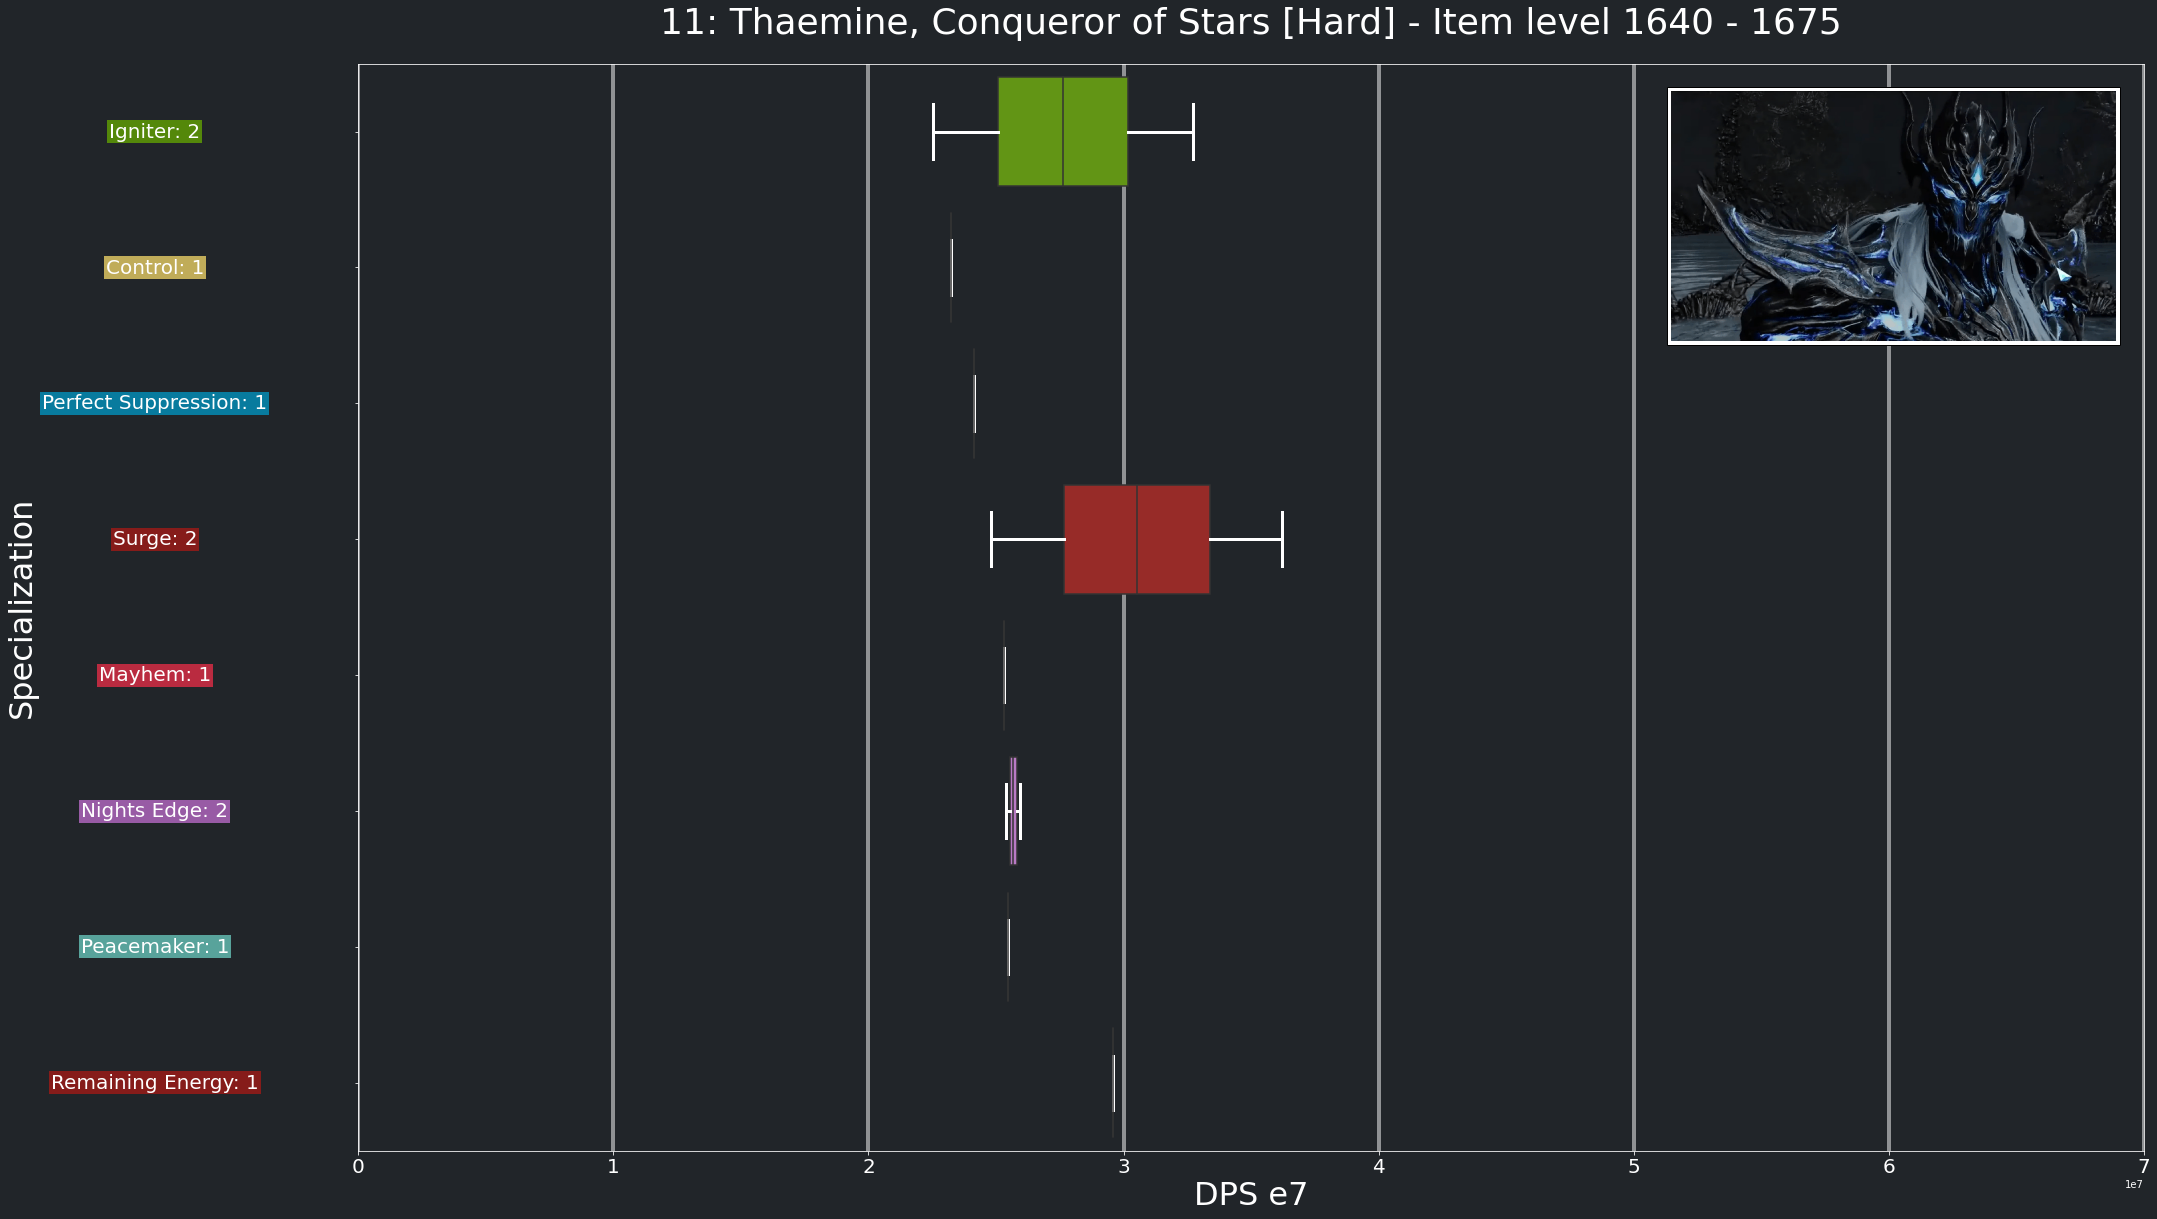 11: Thaemine, Conqueror of Stars [Hard] - Item level 1640 - 1675
Specialization
Igniter: 2
Control: 1
Perfect Suppression: 1
Surge: 2
Mayhem: 1
Nights Edge: 2
Peacemaker: 1
Remaining Energy: 1
0 1 2 3 4 5 6 7
1e7
DPS e7